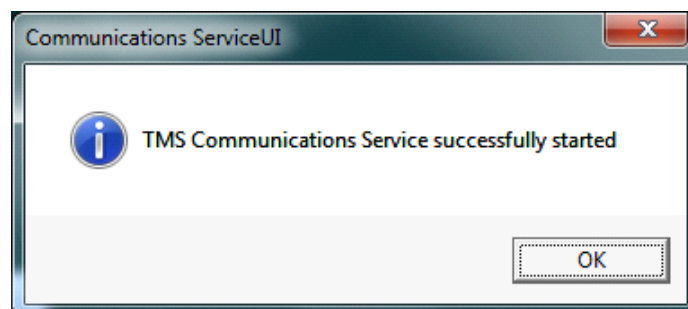 Communications ServiceUI
TMS Communications Service successfully started
OK